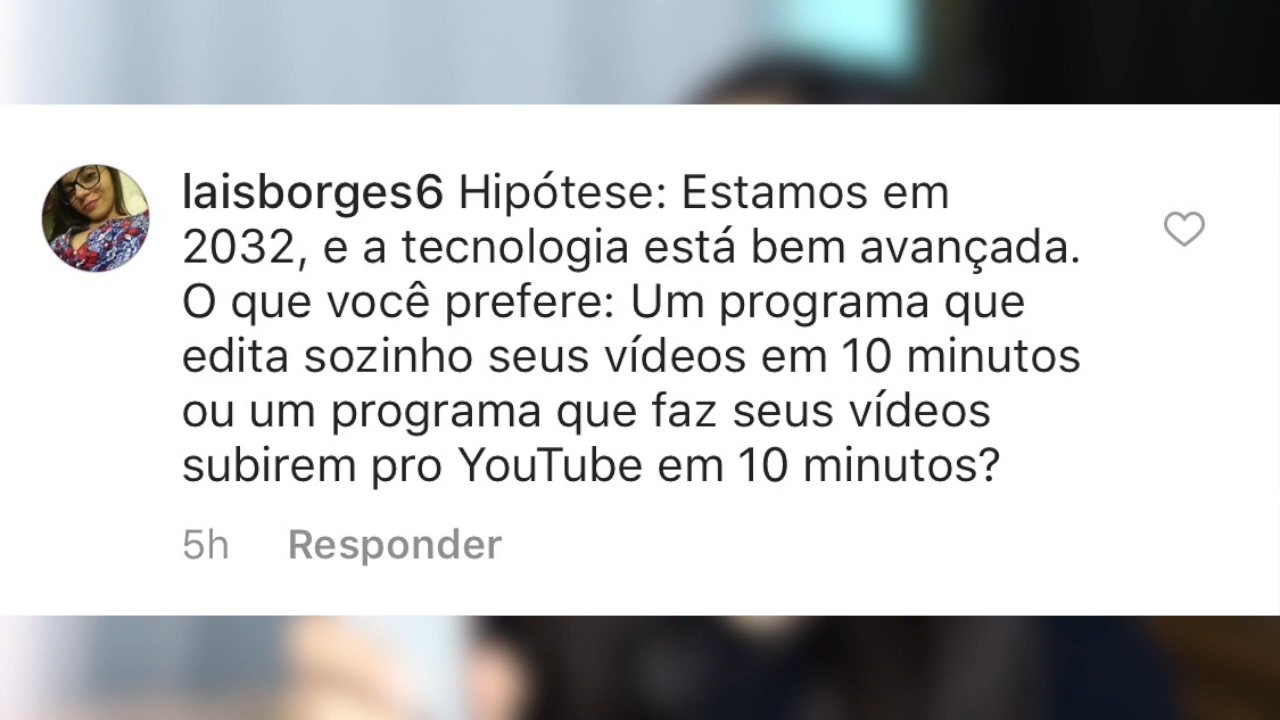 laisborges6 Hipótese: Estamos em
2032, e a tecnologia está bem avançada.
O que você prefere: Um programa que
edita sozinho seus vídeos em 10 minutos
ou um programa que faz seus vídeos
subirem pro YouTube em 10 minutos?
5h Responder